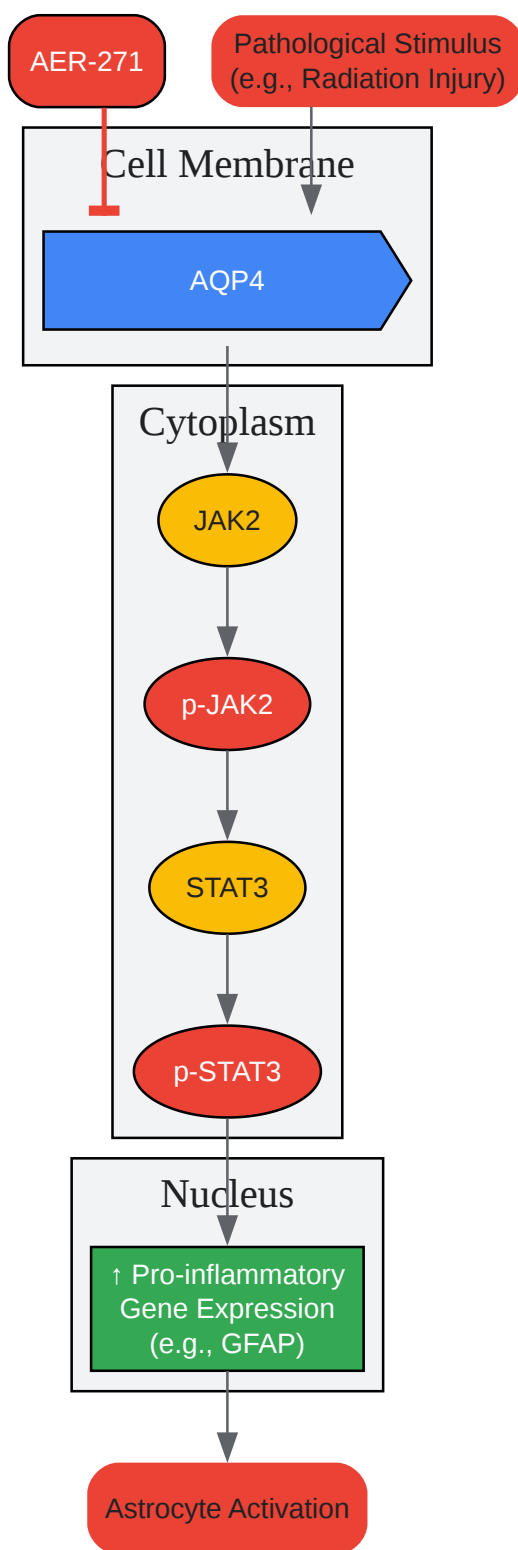 AER-271
Pathological Stimulus
(e.g., Radiation Injury)
Cell Membrane
AQP4
Cytoplasm
JAK2
p-JAK2
STAT3
p-STAT3
Nucleus
↑ Pro-inflammatory
Gene Expression
(e.g., GFAP)
Astrocyte Activation